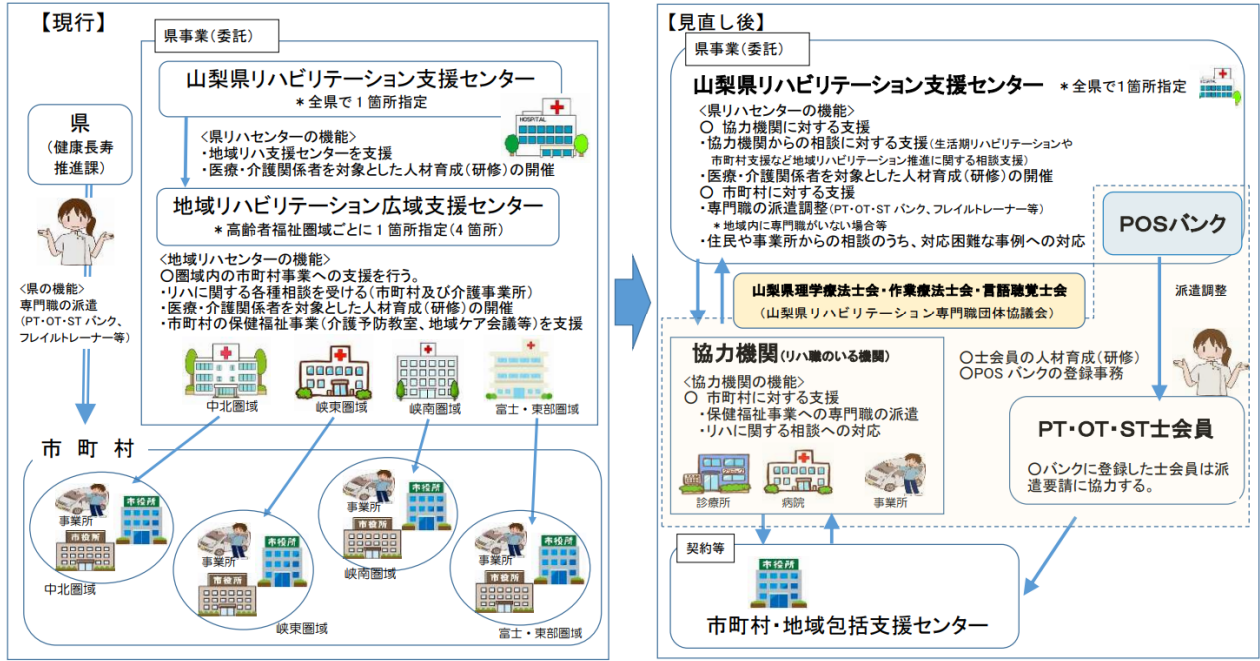 【現行】
県事業(委託)
山梨県リハビリテーション支援センター
＊全県で１箇所指定
県
(健康長寿
推進課)
HOSPITAL
<県リハセンターの機能>
・地域リハ支援センターを支援
・医療・介護関係者を対象とした人材育成(研修)の開催
地域リハビリテーション広域支援センター
＊高齢者福祉圏域ごとに１箇所指定(４箇所)
<県の機能>
専門職の派遣
(PT・OT・STバンク、
フレイルトレーナー等)
<地域リハセンターの機能>
〇圏域内の市町村事業への支援を行う。
・リハに関する各種相談を受ける(市町村及び介護事業所)
・医療・介護関係者を対象とした人材育成(研修)の開催
・市町村の保健福祉事業(介護予防教室、地域ケア会議等)を支援
中北圏域
峡東圏域
峡南圏域
富士・東部圏域
市 町 村
事業所
市役所
市役所
中北圏域
事業所
市役所
市役所
峡東圏域
事業所
市役所
市役所
峡南圏域
事業所
市役所
市役所
富士・東部圏域
【見直し後】
県事業(委託)
山梨県リハビリテーション支援センター ＊全県で１箇所指定
<県リハセンターの機能>
〇 協力機関に対する支援
・協力機関からの相談に対する支援(生活期リハビリテーションや
市町村支援など地域リハビリテーション推進に関する相談支援)
・医療・介護関係者を対象とした人材育成(研修)の開催
〇 市町村に対する支援
・専門職の派遣調整(PT・OT・STバンク、フレイルトレーナー等)
＊地域内に専門職がいない場合等
・住民や事業所からの相談のうち、対応困難な事例への対応
POSバンク
山梨県理学療法士会・作業療法士会・言語聴覚士会
(山梨県リハビリテーション専門職団体協議会)
派遣調整
協力機関(リハ職のいる機関)
<協力機関の機能>
〇 市町村に対する支援
・保健福祉事業への専門職の派遣
・リハに関する相談への対応
診療所
病院
事業所
〇士会員の人材育成(研修)
〇POSバンクの登録事務
PT・OT・ST士会員
〇バンクに登録した士会員は派
遣要請に協力する。
契約等
市役所
市町村・地域包括支援センター